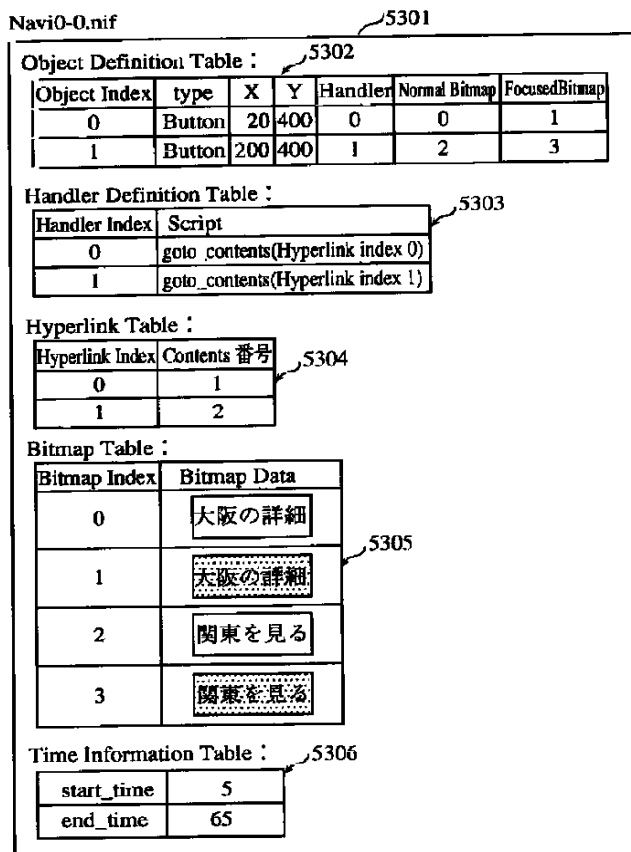 Navi0-0.nif
5301
Object Definition Table :
5302
Object Index type X Y Handler Normal Bitmap FocusedBitmap
0 Button 20 400 0 0 1
1 Button 200 400 1 2 3
Handler Definition Table :
5303
Handler Index Script
0 goto_contents(Hyperlink index 0)
1 goto_contents(Hyperlink index 1)
Hyperlink Table :
Hyperlink Index Contents 番号
5304
0 1
1 2
Bitmap Table :
Bitmap Index Bitmap Data
0 大阪の詳細
5305
1 大阪の詳細
2 関東を見る
3 関東を見る
Time Information Table :
5306
start_time 5
end_time 65